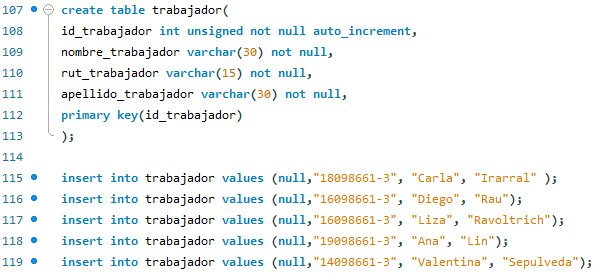 107 create table trabajador(
108 id_trabajador int unsigned not null auto_increment,
109 nombre_trabajador varchar(30) not null,
110 rut_trabajador varchar(15) not null,
111 apellido_trabajador varchar(30) not null,
112 primary key(id_trabajador)
113 );
114
115 insert into trabajador values (null,"18098661-3", "Carla", "Irarral" );
116 insert into trabajador values (null,"16098661-3", "Diego", "Rau");
117 insert into trabajador values (null,"16098661-3", "Liza", "Ravoltrich");
118 insert into trabajador values (null,"19098661-3", "Ana", "Lin");
119 insert into trabajador values (null,"14098661-3", "Valentina", "Sepulveda");